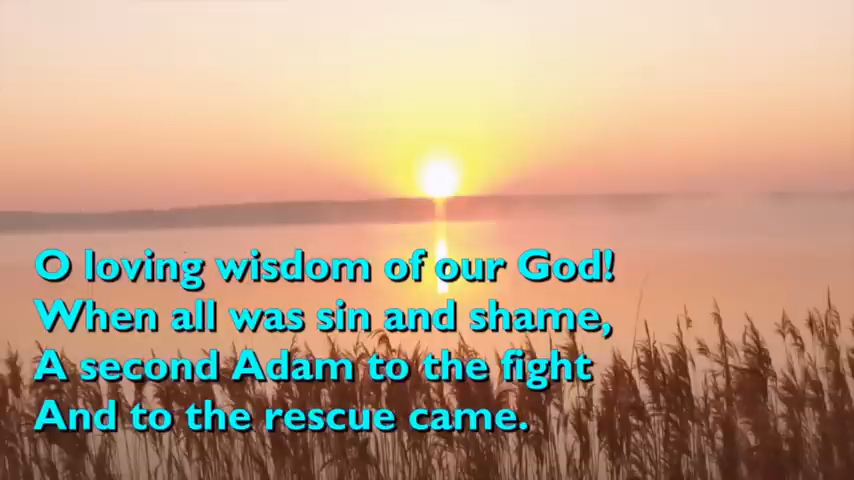 O loving wisdom of our God!
When all was sin and shame,
A second Adam to the fight
And to the rescue came.